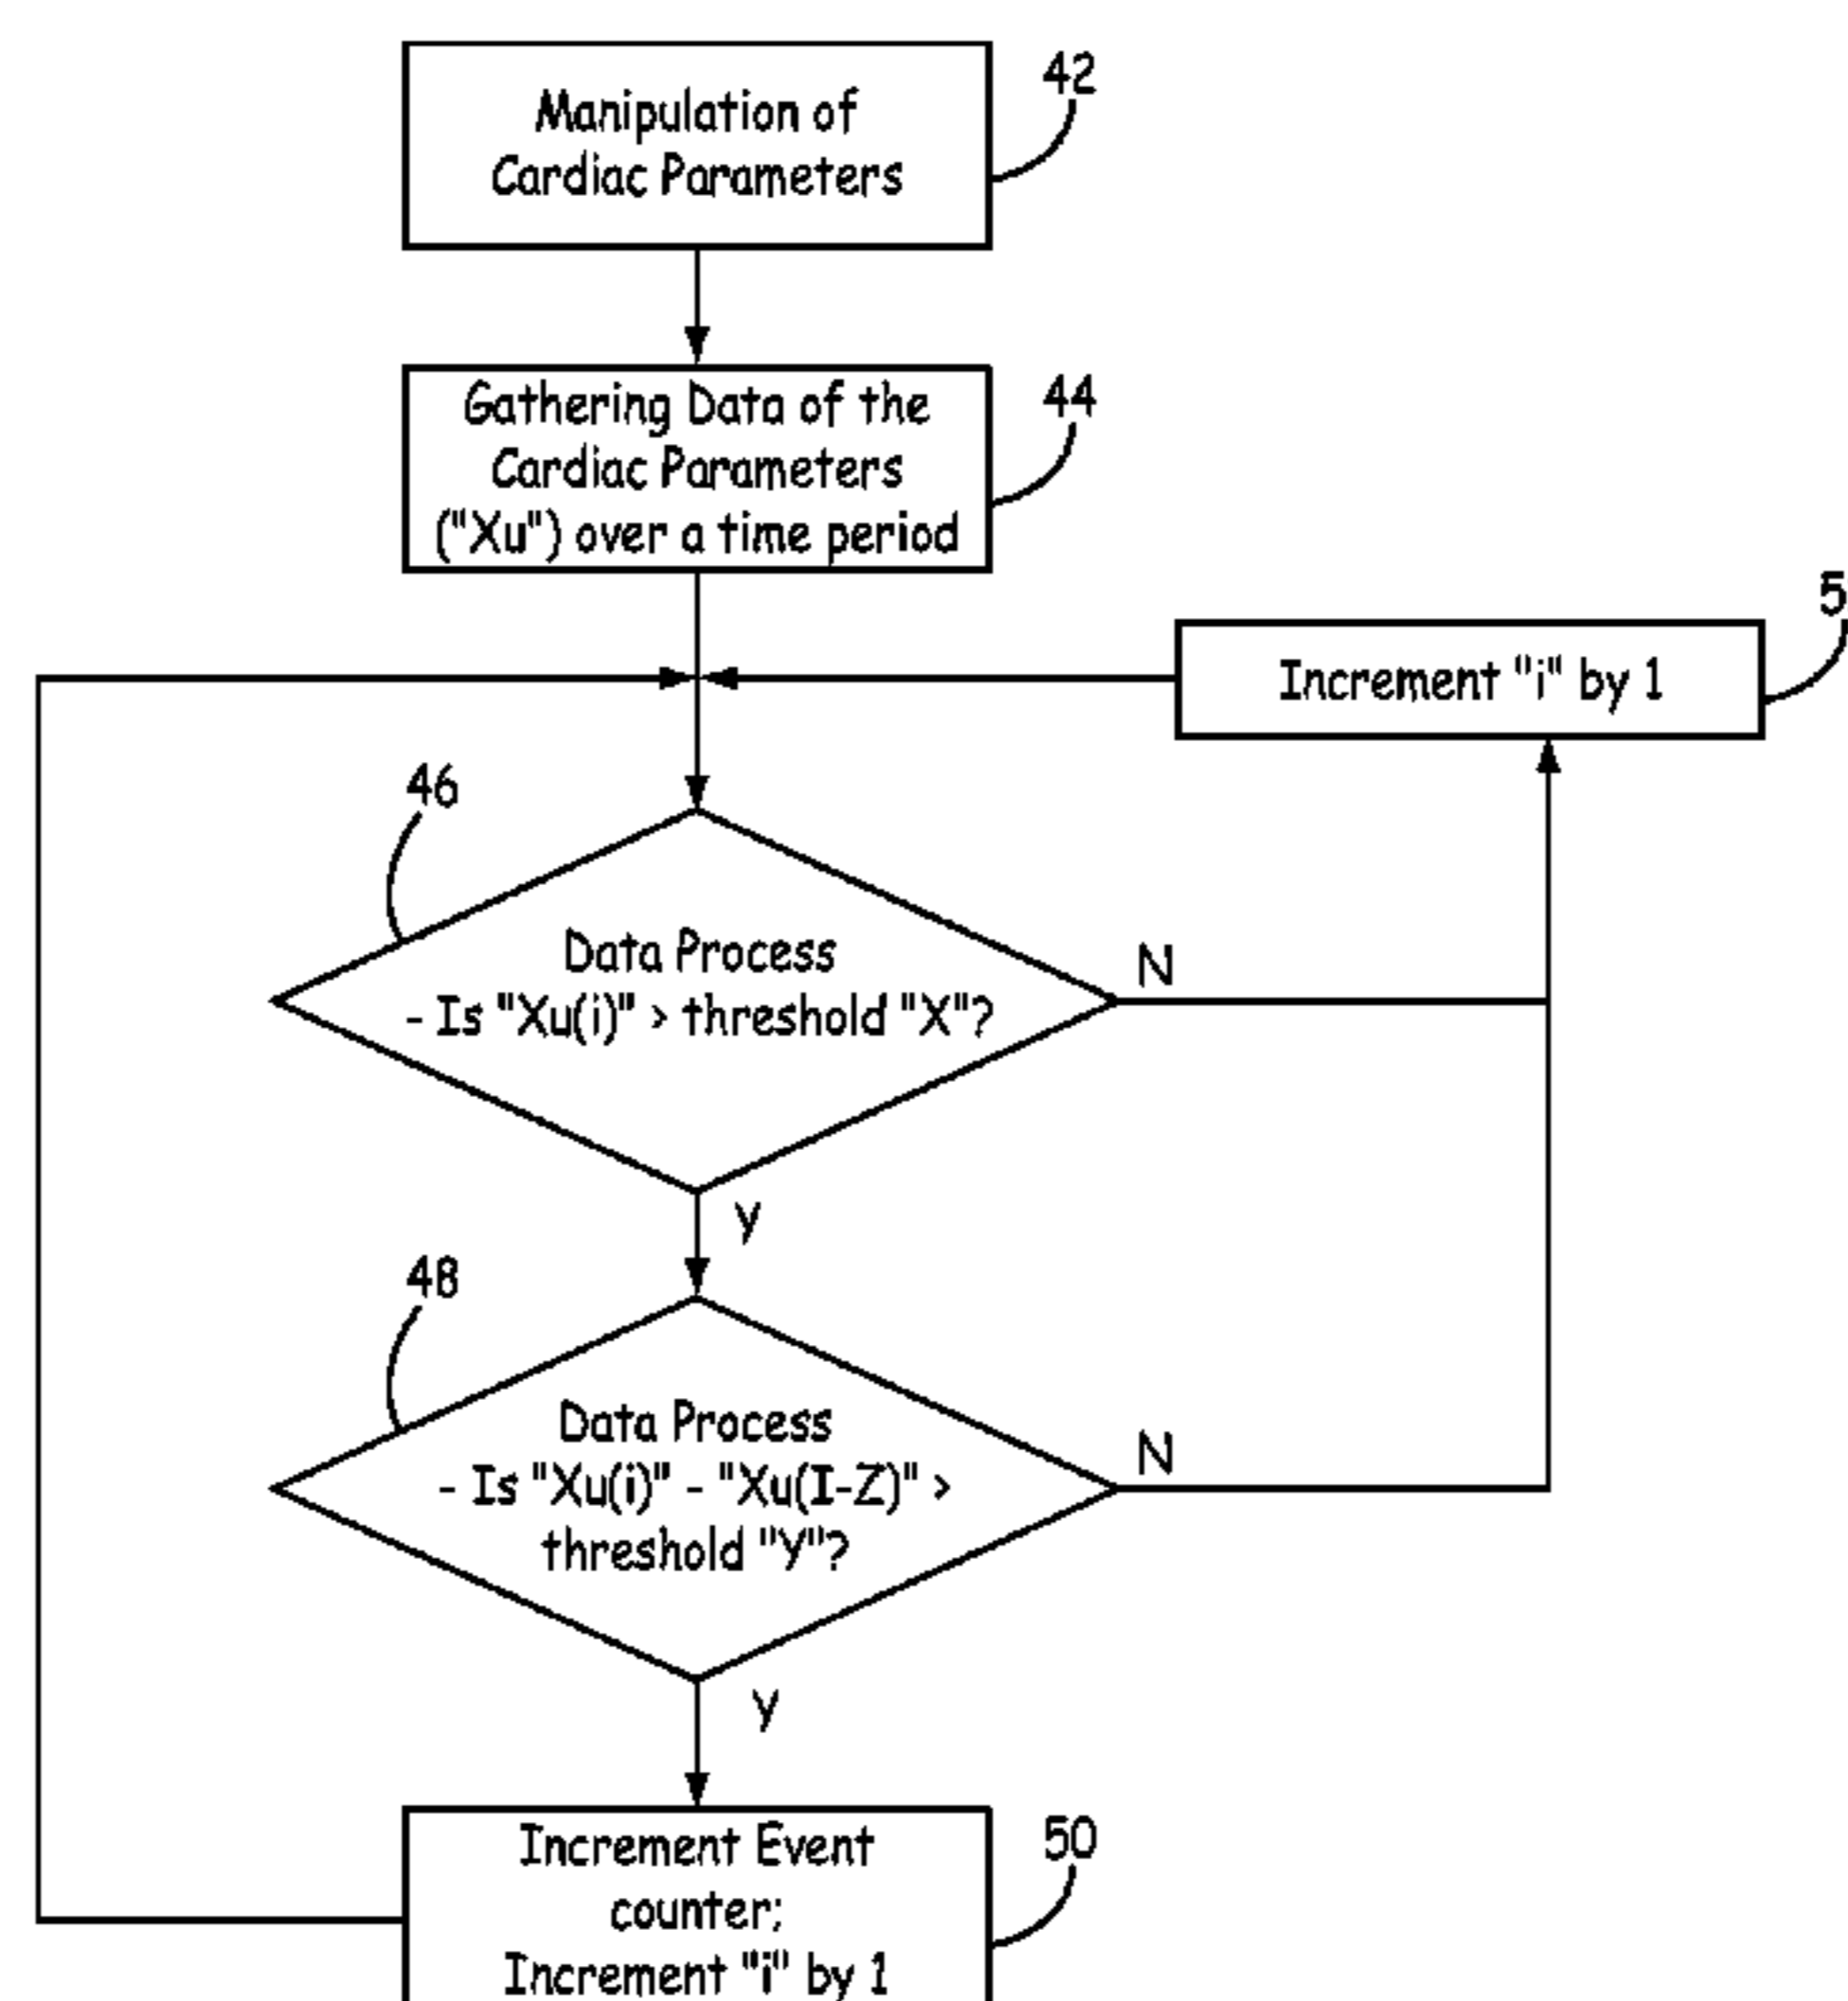 42
Manipulation of
Cardiac Parameters
44
Gathering Data of the
Cardiac Parameters
("Xu") over a time period
5
Increment "i" by 1
46
Data Process
- Is "Xu(i)" > threshold "X"?
N
Y
48
Data Process
- Is "Xu(i)" - "Xu(I-Z)" >
threshold "Y"?
N
Y
50
Increment Event
counter;
Increment "i" by 1